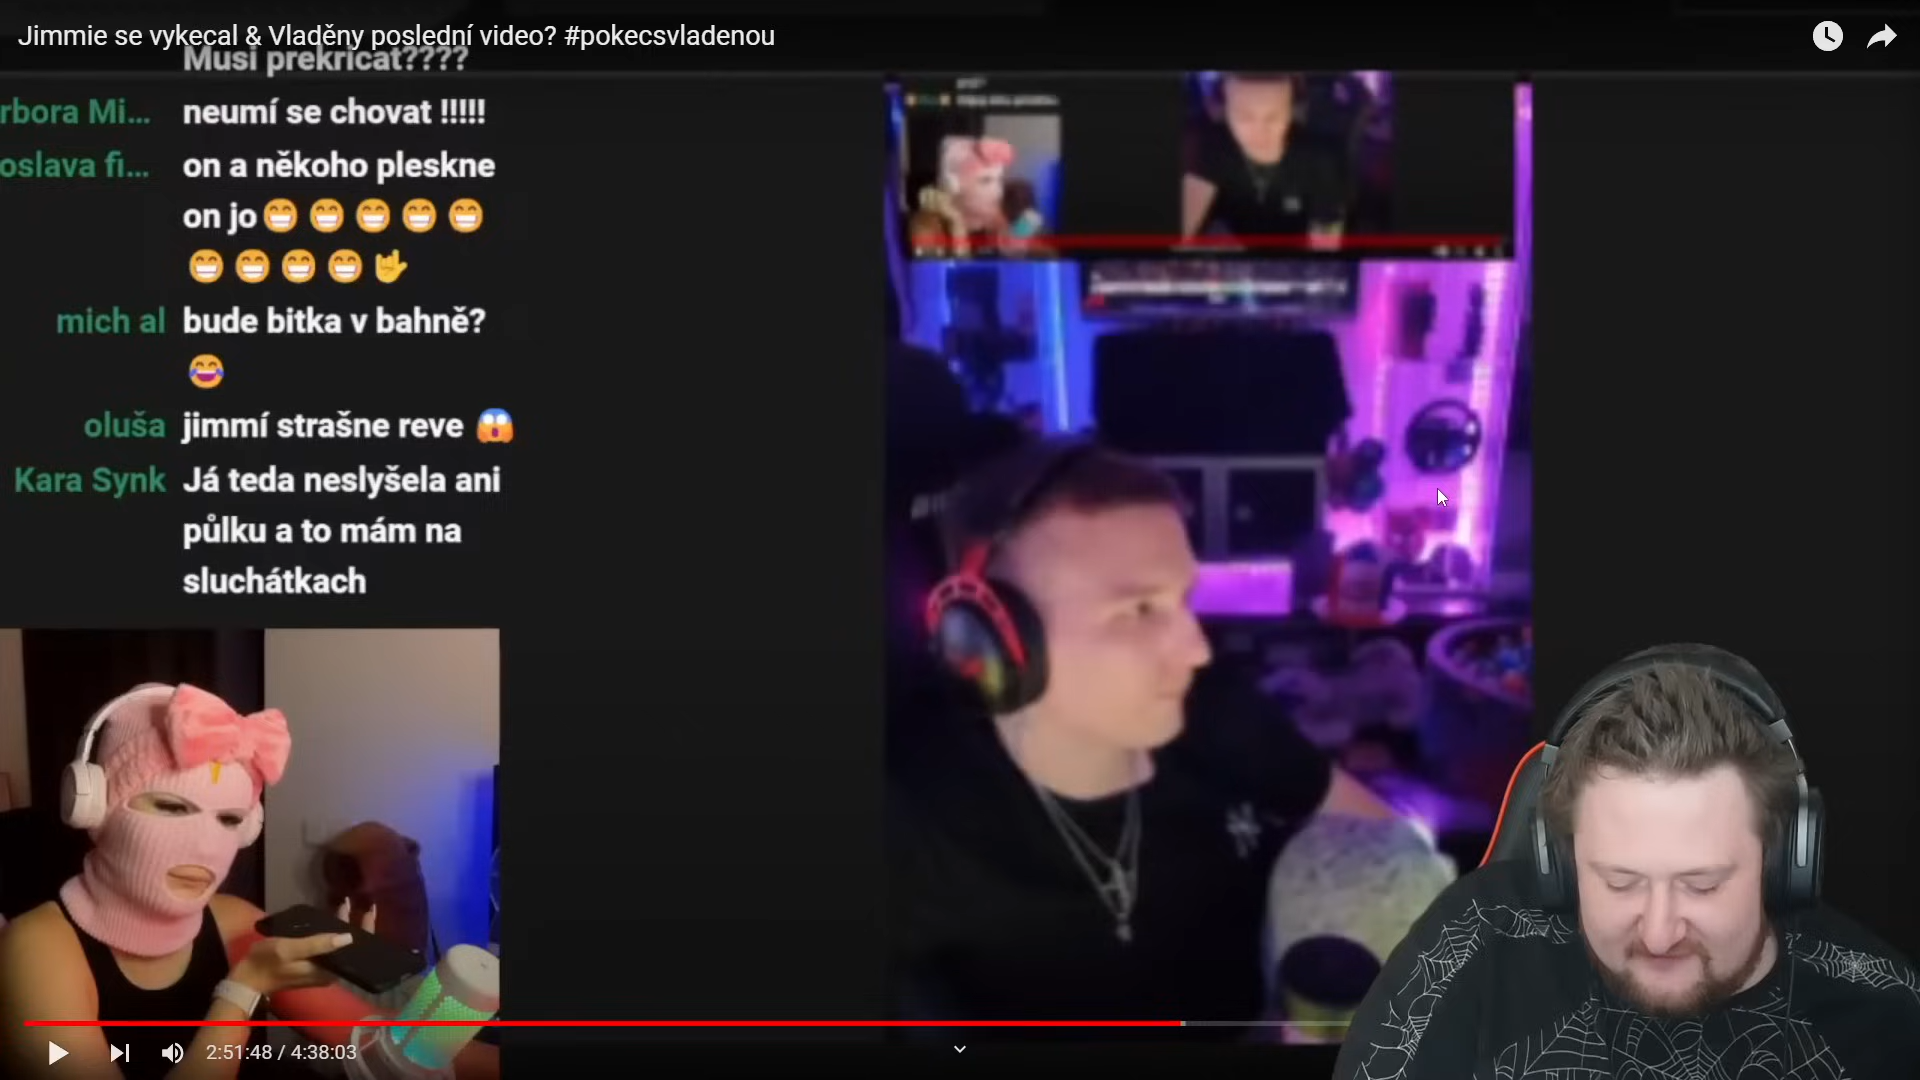 Jimmie se vykecal & Vladěny poslední video? #pokecsvladenou
Musi prekricat????
rbora Mi... neumí se chovat !!!!!
oslava fi... on a někoho pleskne
on jo😁😁😁😁😁
😁😁😁😁🤟
mich al bude bitka v bahně?
😂
oluša jimmí strašne reve 😱
Kara Synk Já teda neslyšela ani
půlku a to mám na
sluchátkach
2:51:48 / 4:38:03